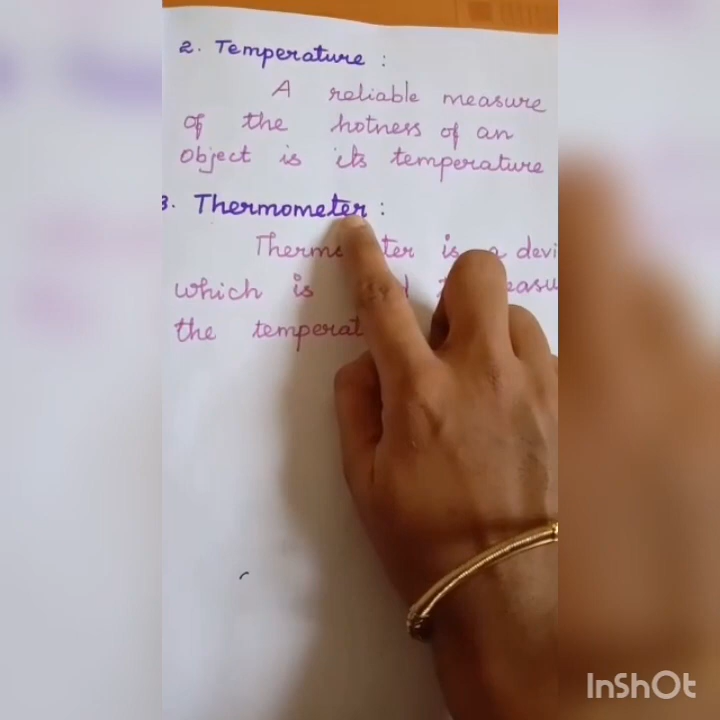 2. Temperature :
A reliable measure
of the hotness of an
object is its temperature
3. Thermometer :
is a
which is
the
InShOt